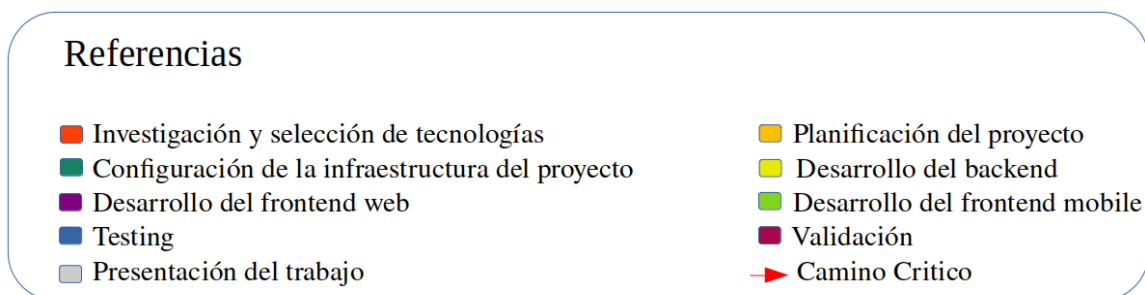 Referencias
Investigación y selección de tecnologías
Planificación del proyecto
Configuración de la infraestructura del proyecto
Desarrollo del backend
Desarrollo del frontend web
Desarrollo del frontend mobile
Testing
Validación
Presentación del trabajo
Camino Critico